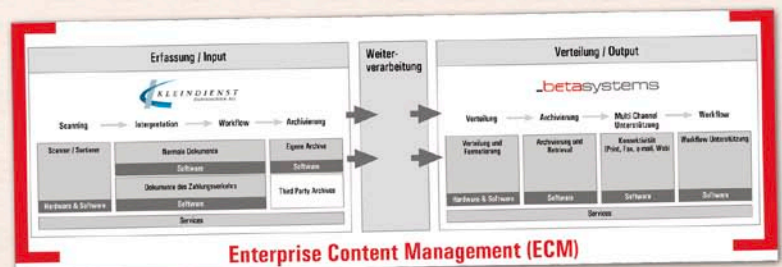 Erfassung / Input
KLEINDIENST
Scanning
Interpretation
Workflow
Archivierung
Scanner / Sortierer
Hardware & Software
Normale Dokumente
Software
Dokumente des Zahlungsverkehrs
Software
Eigene Archive
Software
Third Party Archives
Services
Weiter-
verarbeitung
Verteilung / Output
_betasystems
Verteilung
Archivierung
Multi Channel
Unterstützung
Workflow
Verteilung und
Formatierung
Hardware & Software
Archivierung und
Retrieval
Software
Konnektivität
(Print, Fax, e-mail, Web)
Software
Workflow Unterstützung
Software
Services
Enterprise Content Management (ECM)